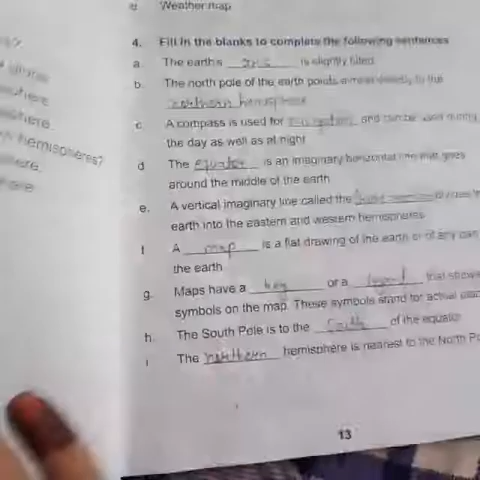 e Weather map
4. Fill in the blanks to complete the following sentences
a. The earth's axis is slightly tilted
b. The north pole of the earth points almost directly to the
northern hemisphere
c. A compass is used for and can be used during
the day as well as at night
d The equator is an imaginary horizontal line that goes
around the middle of the earth
e. A vertical imaginary line called the divides the
earth into the eastern and western hemispheres
f A map is a flat drawing of the earth or of any part
the earth
g. Maps have a key or a legend that show
symbols on the map. These symbols stand for actual
h. The South Pole is to the South of the equator
i The northern hemisphere is nearest to the North Po
hemispheres?
13